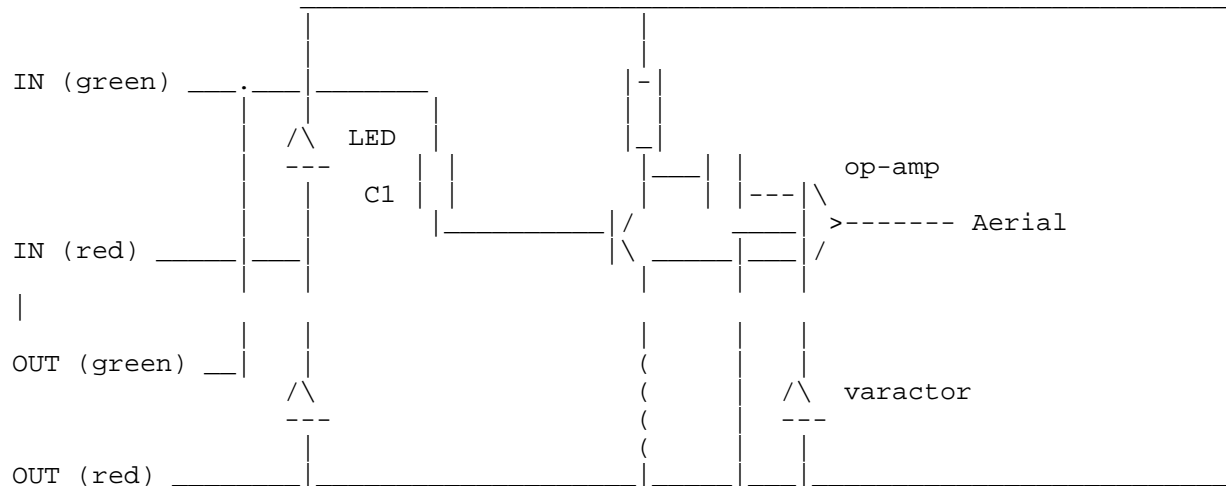 IN (green)
LED
op-amp
C1
Aerial
IN (red)
OUT (green)
varactor
OUT (red)